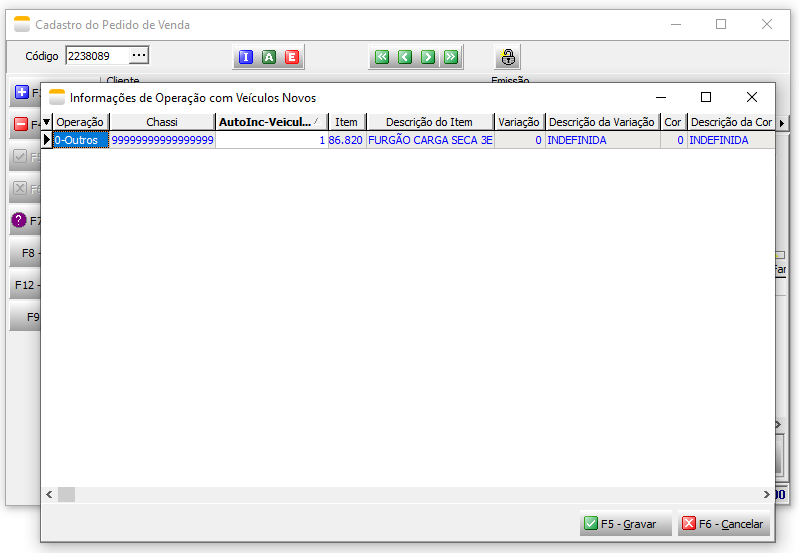 Cadastro do Pedido de Venda
Código 2238089 ... I A E
Cliente Emissão
Informações de Operação com Veículos Novos
Operação Chassi AutoInc-Veicul... Item Descrição do Item Variação Descrição da Variação Cor Descrição da Cor
0-Outros 99999999999999999 1 86.820 FURGÃO CARGA SECA 3E 0 INDEFINIDA 0 INDEFINIDA
F7
F8 -
F12 -
F9
F5 - Gravar F6 - Cancelar